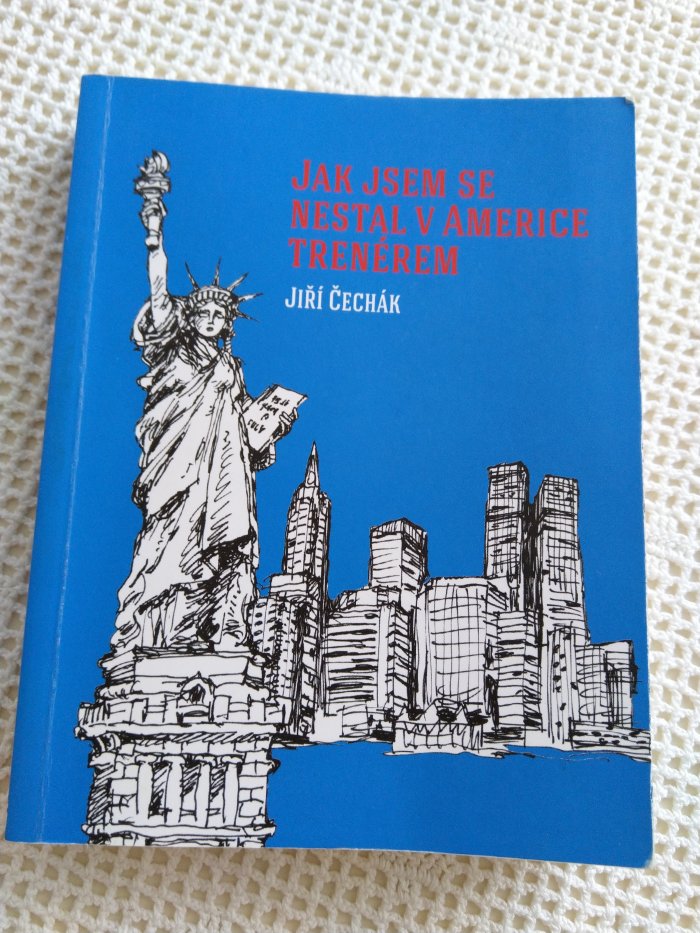 JAK JSEM SE
NESTAL V AMERICE
TRENÉREM
JIŘÍ ČECHÁK